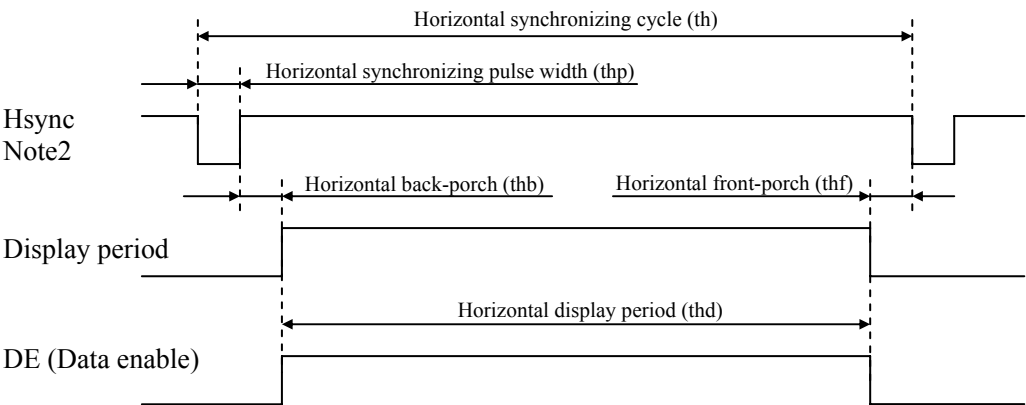 Horizontal synchronizing cycle (th)
Horizontal synchronizing pulse width (thp)
Hsync
Note2
Horizontal back-porch (thb)
Horizontal front-porch (thf)
Display period
Horizontal display period (thd)
DE (Data enable)